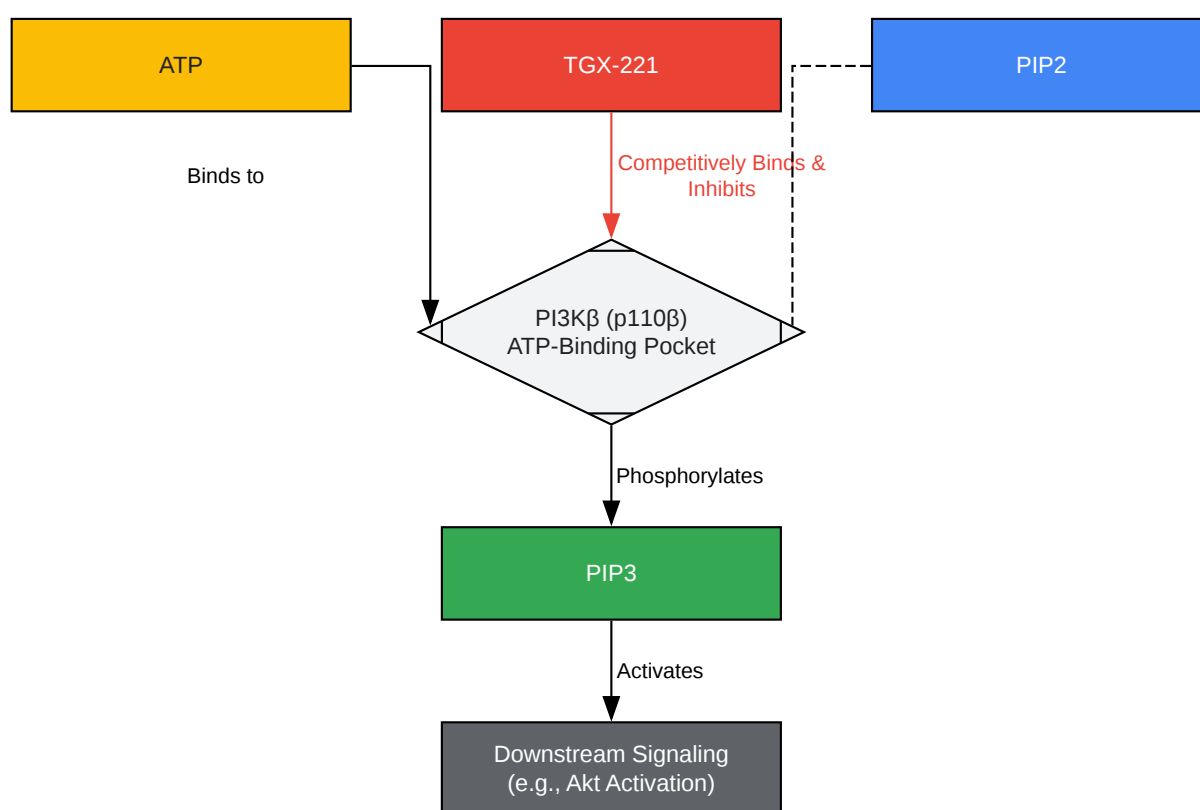 ATP
TGX-221
PIP2
Binds to
Competitively Binds &
Inhibits
PI3Kβ (p110β)
ATP-Binding Pocket
Phosphorylates
PIP3
Activates
Downstream Signaling
(e.g., Akt Activation)